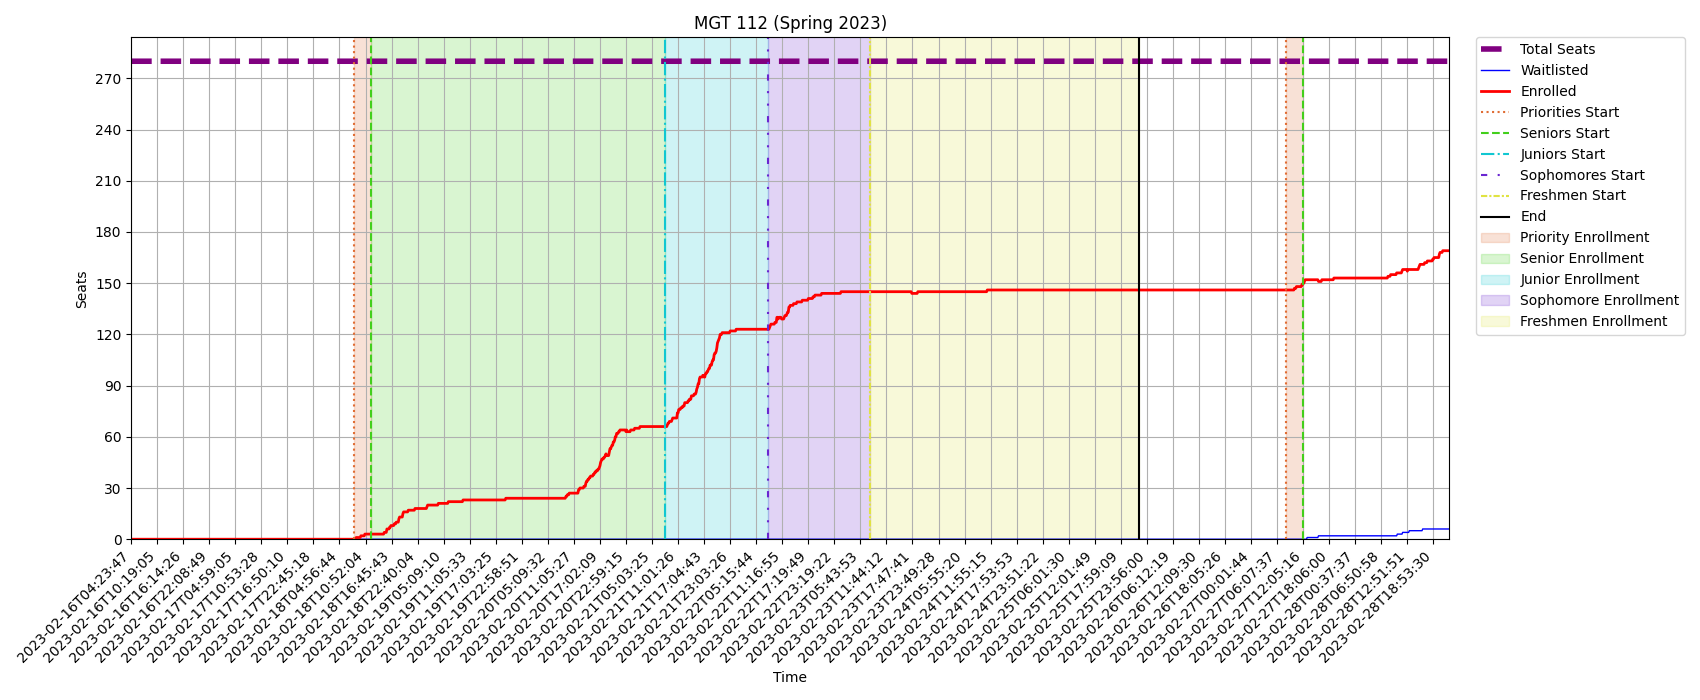 MGT 112 (Spring 2023)
Seats
270
240
210
180
150
120
90
60
30
0
2023-02-16T04:23:47
2023-02-16T10:19:05
2023-02-16T16:14:26
2023-02-16T22:08:49
2023-02-17T04:59:05
2023-02-17T10:53:28
2023-02-17T16:50:10
2023-02-17T22:45:18
2023-02-18T04:56:44
2023-02-18T10:52:04
2023-02-18T16:45:43
2023-02-18T22:40:04
2023-02-19T05:09:10
2023-02-19T11:05:33
2023-02-19T17:03:25
2023-02-19T22:58:51
2023-02-20T05:09:32
2023-02-20T11:05:27
2023-02-20T17:02:09
2023-02-20T22:59:15
2023-02-21T05:03:25
2023-02-21T11:01:26
2023-02-21T17:04:43
2023-02-21T23:03:26
2023-02-22T05:15:44
2023-02-22T11:16:55
2023-02-22T17:19:49
2023-02-22T23:19:22
2023-02-23T05:43:53
2023-02-23T11:44:12
2023-02-23T17:47:41
2023-02-23T23:49:28
2023-02-24T05:55:20
2023-02-24T11:55:15
2023-02-24T17:53:53
2023-02-24T23:51:22
2023-02-25T06:01:30
2023-02-25T12:01:49
2023-02-25T17:59:09
2023-02-25T23:56:00
2023-02-26T06:12:19
2023-02-26T12:09:30
2023-02-26T18:05:26
2023-02-27T00:01:44
2023-02-27T06:07:37
2023-02-27T12:05:16
2023-02-27T18:06:00
2023-02-28T00:37:37
2023-02-28T06:50:58
2023-02-28T12:51:51
2023-02-28T18:53:30
Time
Total Seats
Waitlisted
Enrolled
Priorities Start
Seniors Start
Juniors Start
Sophomores Start
Freshmen Start
End
Priority Enrollment
Senior Enrollment
Junior Enrollment
Sophomore Enrollment
Freshmen Enrollment